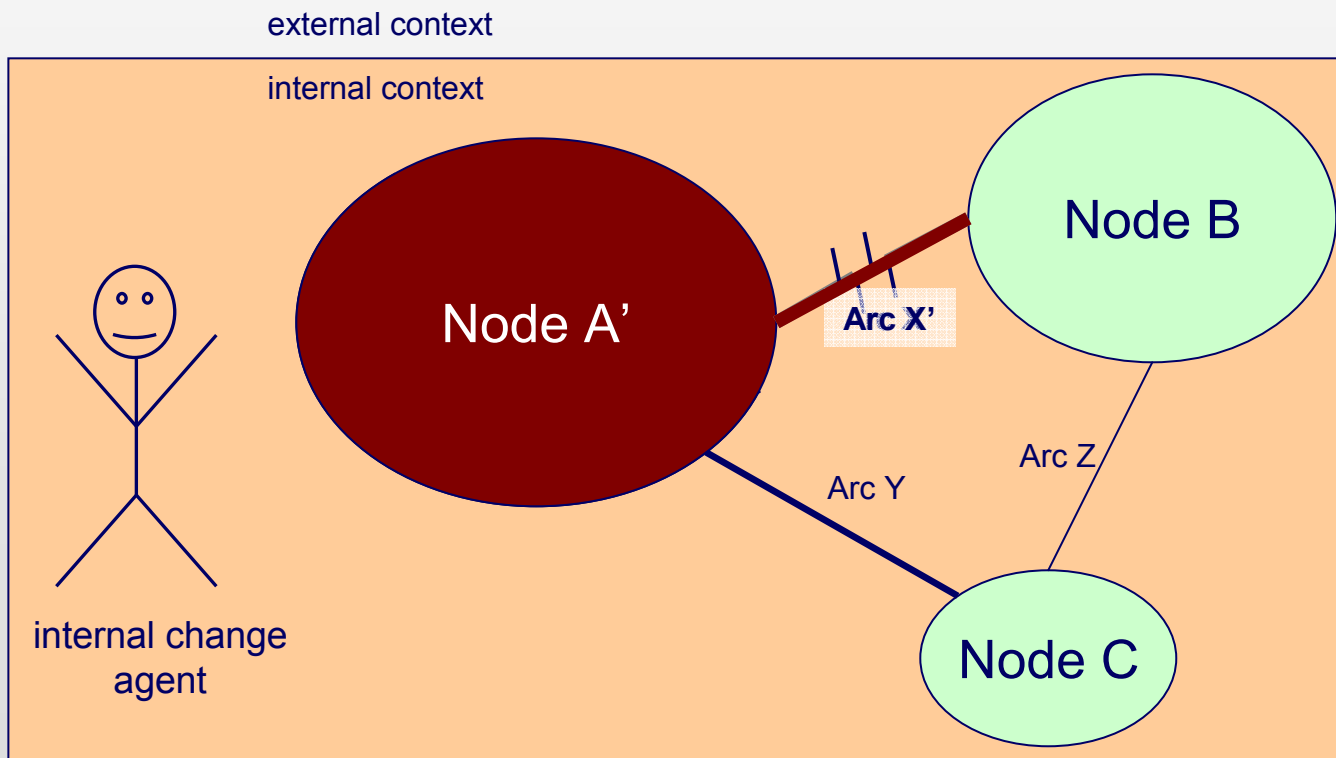 external context
internal context
Node B
Node A’
Arc X’
Arc Z
Arc Y
internal change
agent
Node C